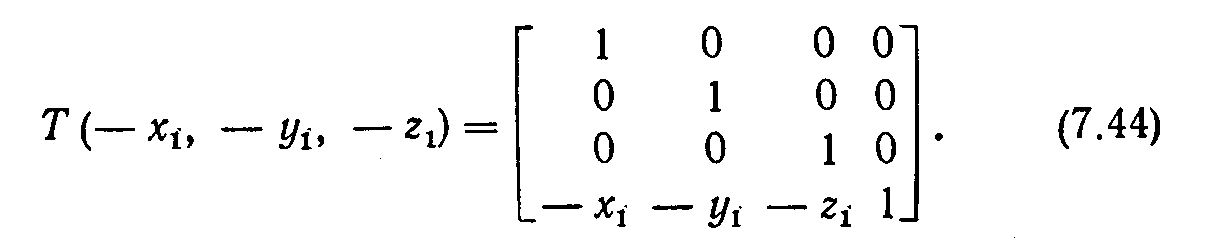 1 0 0 0
0 1 0 0
T (— x₁, — y₁, — z₁) = . (7.44)
0 0 1 0
— x₁ — y₁ — z₁ 1